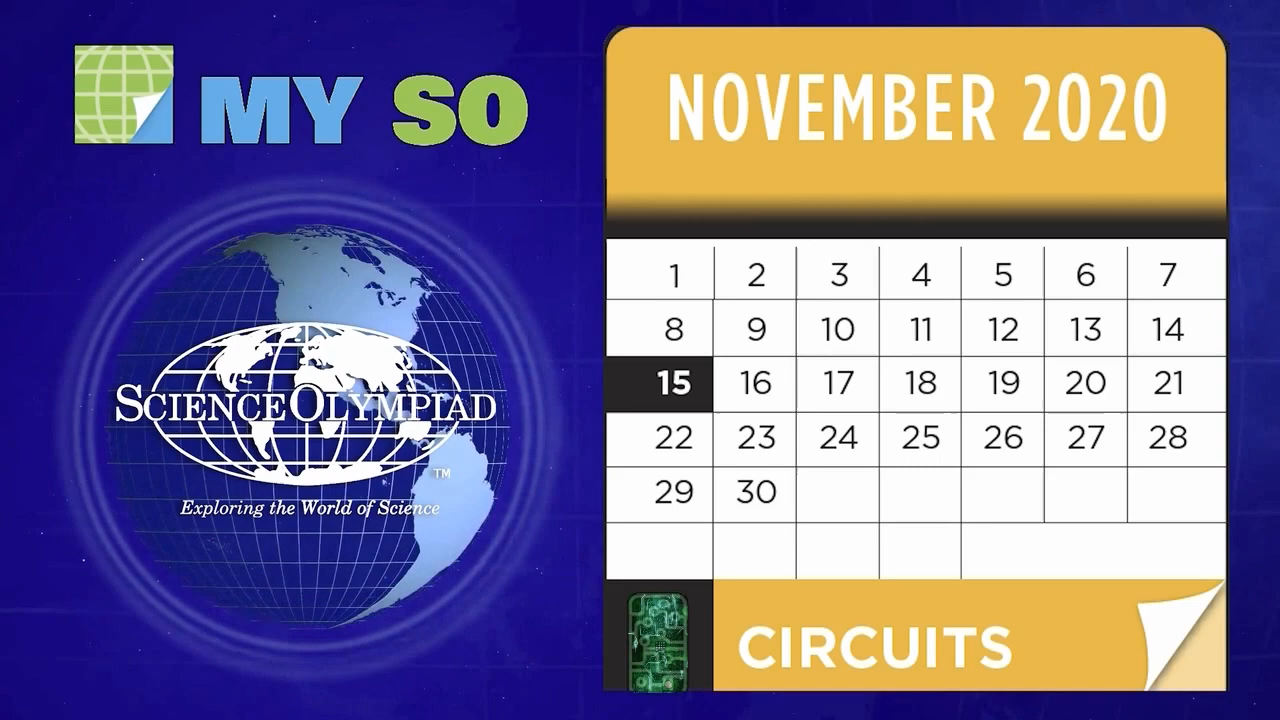 MY SO
SCIENCE OLYMPIAD
TM
Exploring the World of Science
NOVEMBER 2020
1 2 3 4 5 6 7
8 9 10 11 12 13 14
15 16 17 18 19 20 21
22 23 24 25 26 27 28
29 30
CIRCUITS